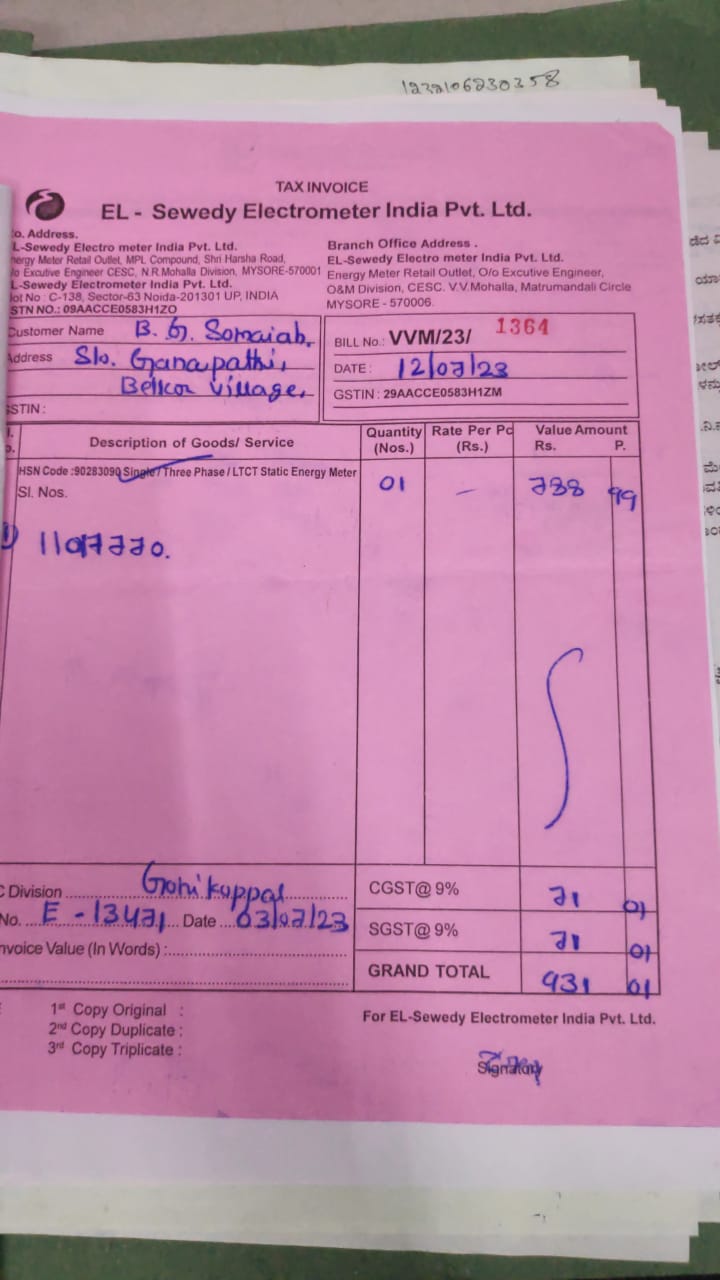 1232106230358
TAX INVOICE
EL - Sewedy Electrometer India Pvt. Ltd.
o. Address.
L-Sewedy Electro meter India Pvt. Ltd.
nergy Meter Retail Outlet, MPL Compound, Shri Harsha Road,
/o Excutive Engineer CESC, N.R.Mohalla Division, MYSORE-570001
L-Sewedy Electrometer India Pvt. Ltd.
lot No : C-138, Sector-63 Noida-201301 UP, INDIA
STN NO.: 09AACCE0583H1ZO
Branch Office Address .
EL-Sewedy Electro meter India Pvt. Ltd.
Energy Meter Retail Outlet, O/o Excutive Engineer,
O&M Division, CESC. V.V.Mohalla, Matrumandali Circle
MYSORE - 570006.
Customer Name B. G. Somaiah,
Address S/o. Ganapathi,
Belkor Village,
STIN :
BILL No.: VVM/23/ 1364
DATE : 12/07/23
GSTIN : 29AACCE0583H1ZM
Description of Goods/ Service Quantity (Nos.) Rate Per Pc (Rs.) Value Amount Rs. P.
HSN Code :90283090 Single / Three Phase / LTCT Static Energy Meter 01 – 788 99
Sl. Nos.
1)
C Division Gonikoppal
No. E - 13471 Date 03/07/23
nvoice Value (In Words) :
CGST@ 9% 71 01
SGST@ 9% 71 01
GRAND TOTAL 931 01
1st Copy Original :
2nd Copy Duplicate :
3rd Copy Triplicate :
For EL-Sewedy Electrometer India Pvt. Ltd.
Signatory